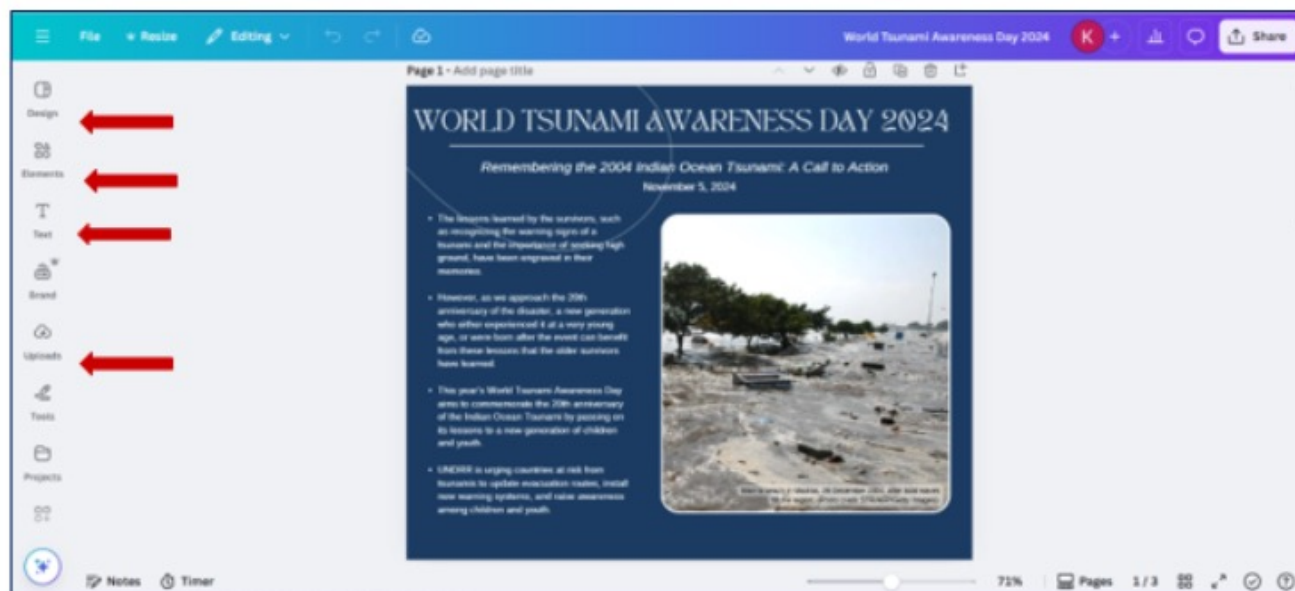 File Resize Editing World Tsunami Awareness Day 2024 K + Share
Page 1 - Add page title
Design
Elements
Text
Brand
Uploads
Tools
Projects
WORLD TSUNAMI AWARENESS DAY 2024
Remembering the 2004 Indian Ocean Tsunami: A Call to Action
November 5, 2024
• The lessons learned by the survivors, such
as recognizing the warning signs of a
tsunami and the importance of seeking high
ground, have been engraved in their
memories.
• However, as we approach the 20th
anniversary of the disaster, a new generation
who either experienced it at a very young
age, or were born after the event can benefit
from these lessons that the older survivors
have learned.
• This year's World Tsunami Awareness Day
aims to commemorate the 20th anniversary
of the Indian Ocean Tsunami by passing on
its lessons to a new generation of children
and youth.
• UNDRR is urging countries at risk from
tsunamis to update evacuation routes, install
new warning systems, and raise awareness
among children and youth.
Notes Timer 71% Pages 1/3